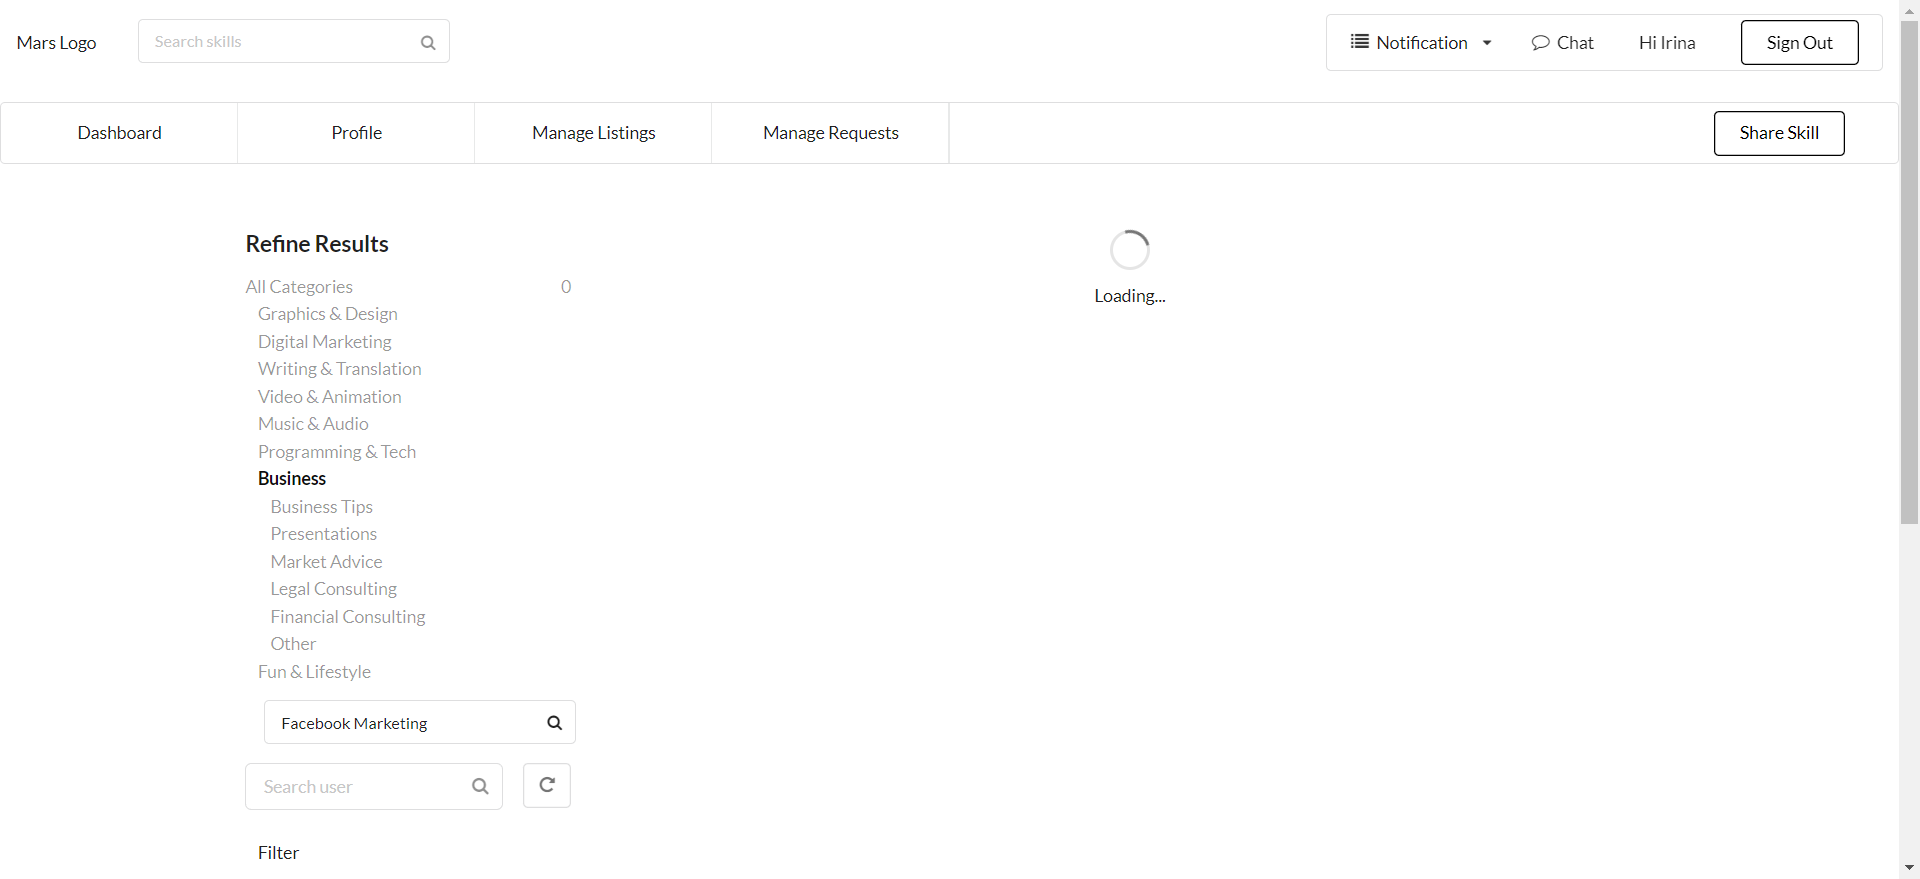 Mars Logo
Search skills
Notification
Chat
Hi Irina
Sign Out
Dashboard
Profile
Manage Listings
Manage Requests
Share Skill
Refine Results
All Categories 0
Graphics & Design
Digital Marketing
Writing & Translation
Video & Animation
Music & Audio
Programming & Tech
Business
Business Tips
Presentations
Market Advice
Legal Consulting
Financial Consulting
Other
Fun & Lifestyle
Facebook Marketing
Search user
Filter
Loading...